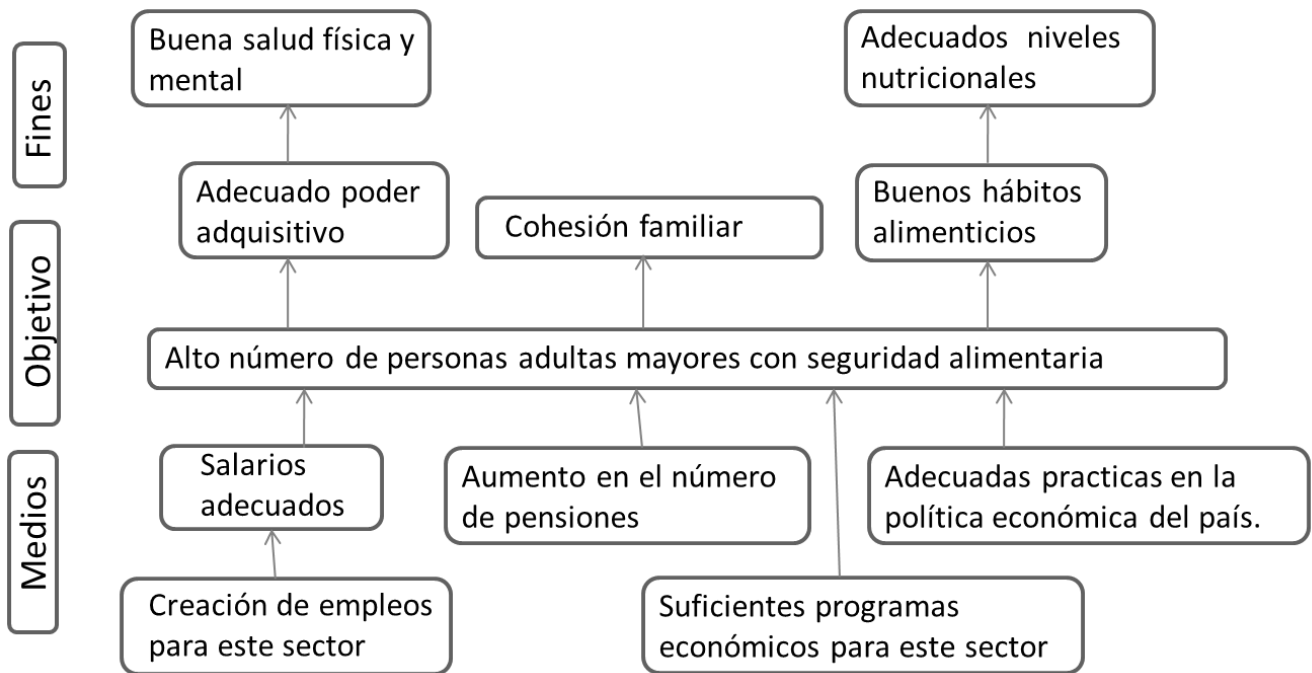 Fines
Buena salud física y
mental
Adecuados niveles
nutricionales
Adecuado poder
adquisitivo
Cohesión familiar
Buenos hábitos
alimenticios
Objetivo
Alto número de personas adultas mayores con seguridad alimentaria
Medios
Salarios
adecuados
Aumento en el número
de pensiones
Adecuadas practicas en la
política económica del país.
Creación de empleos
para este sector
Suficientes programas
económicos para este sector